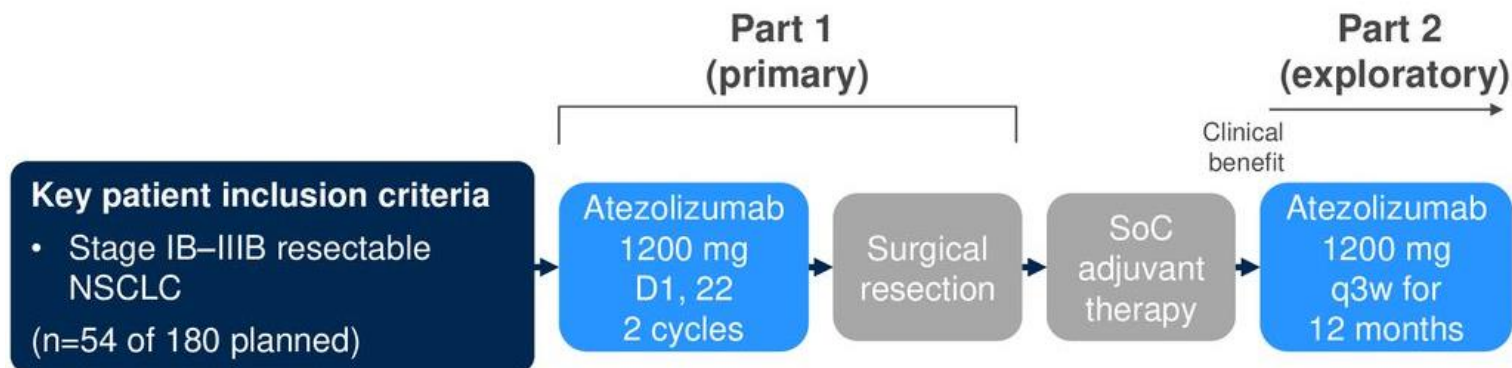 Part 1
(primary)
Part 2
(exploratory)
Clinical
benefit
Key patient inclusion criteria
• Stage IB–IIIB resectable
NSCLC
(n=54 of 180 planned)
Atezolizumab
1200 mg
D1, 22
2 cycles
Surgical
resection
SoC
adjuvant
therapy
Atezolizumab
1200 mg
q3w for
12 months